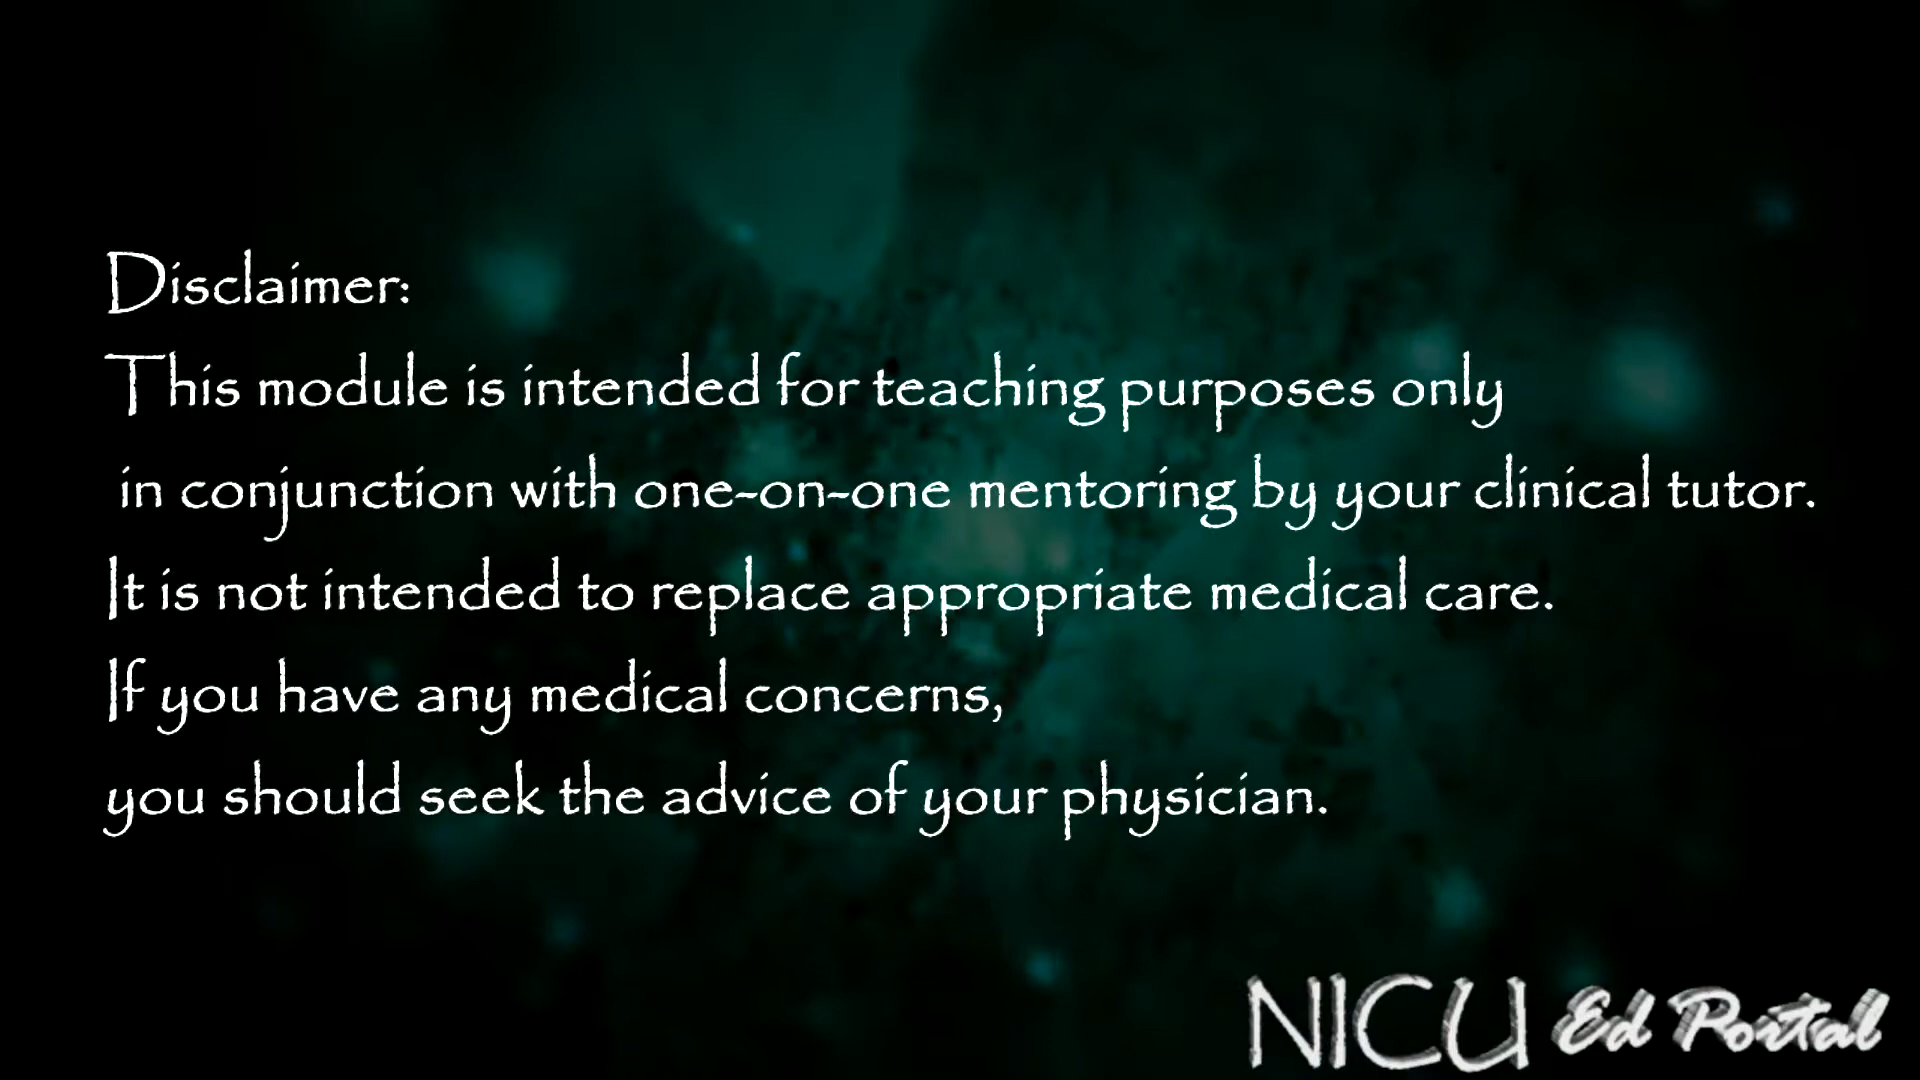 Disclaimer:
This module is intended for teaching purposes only
in conjunction with one-on-one mentoring by your clinical tutor.
It is not intended to replace appropriate medical care.
If you have any medical concerns,
you should seek the advice of your physician.
NICU Ed Portal